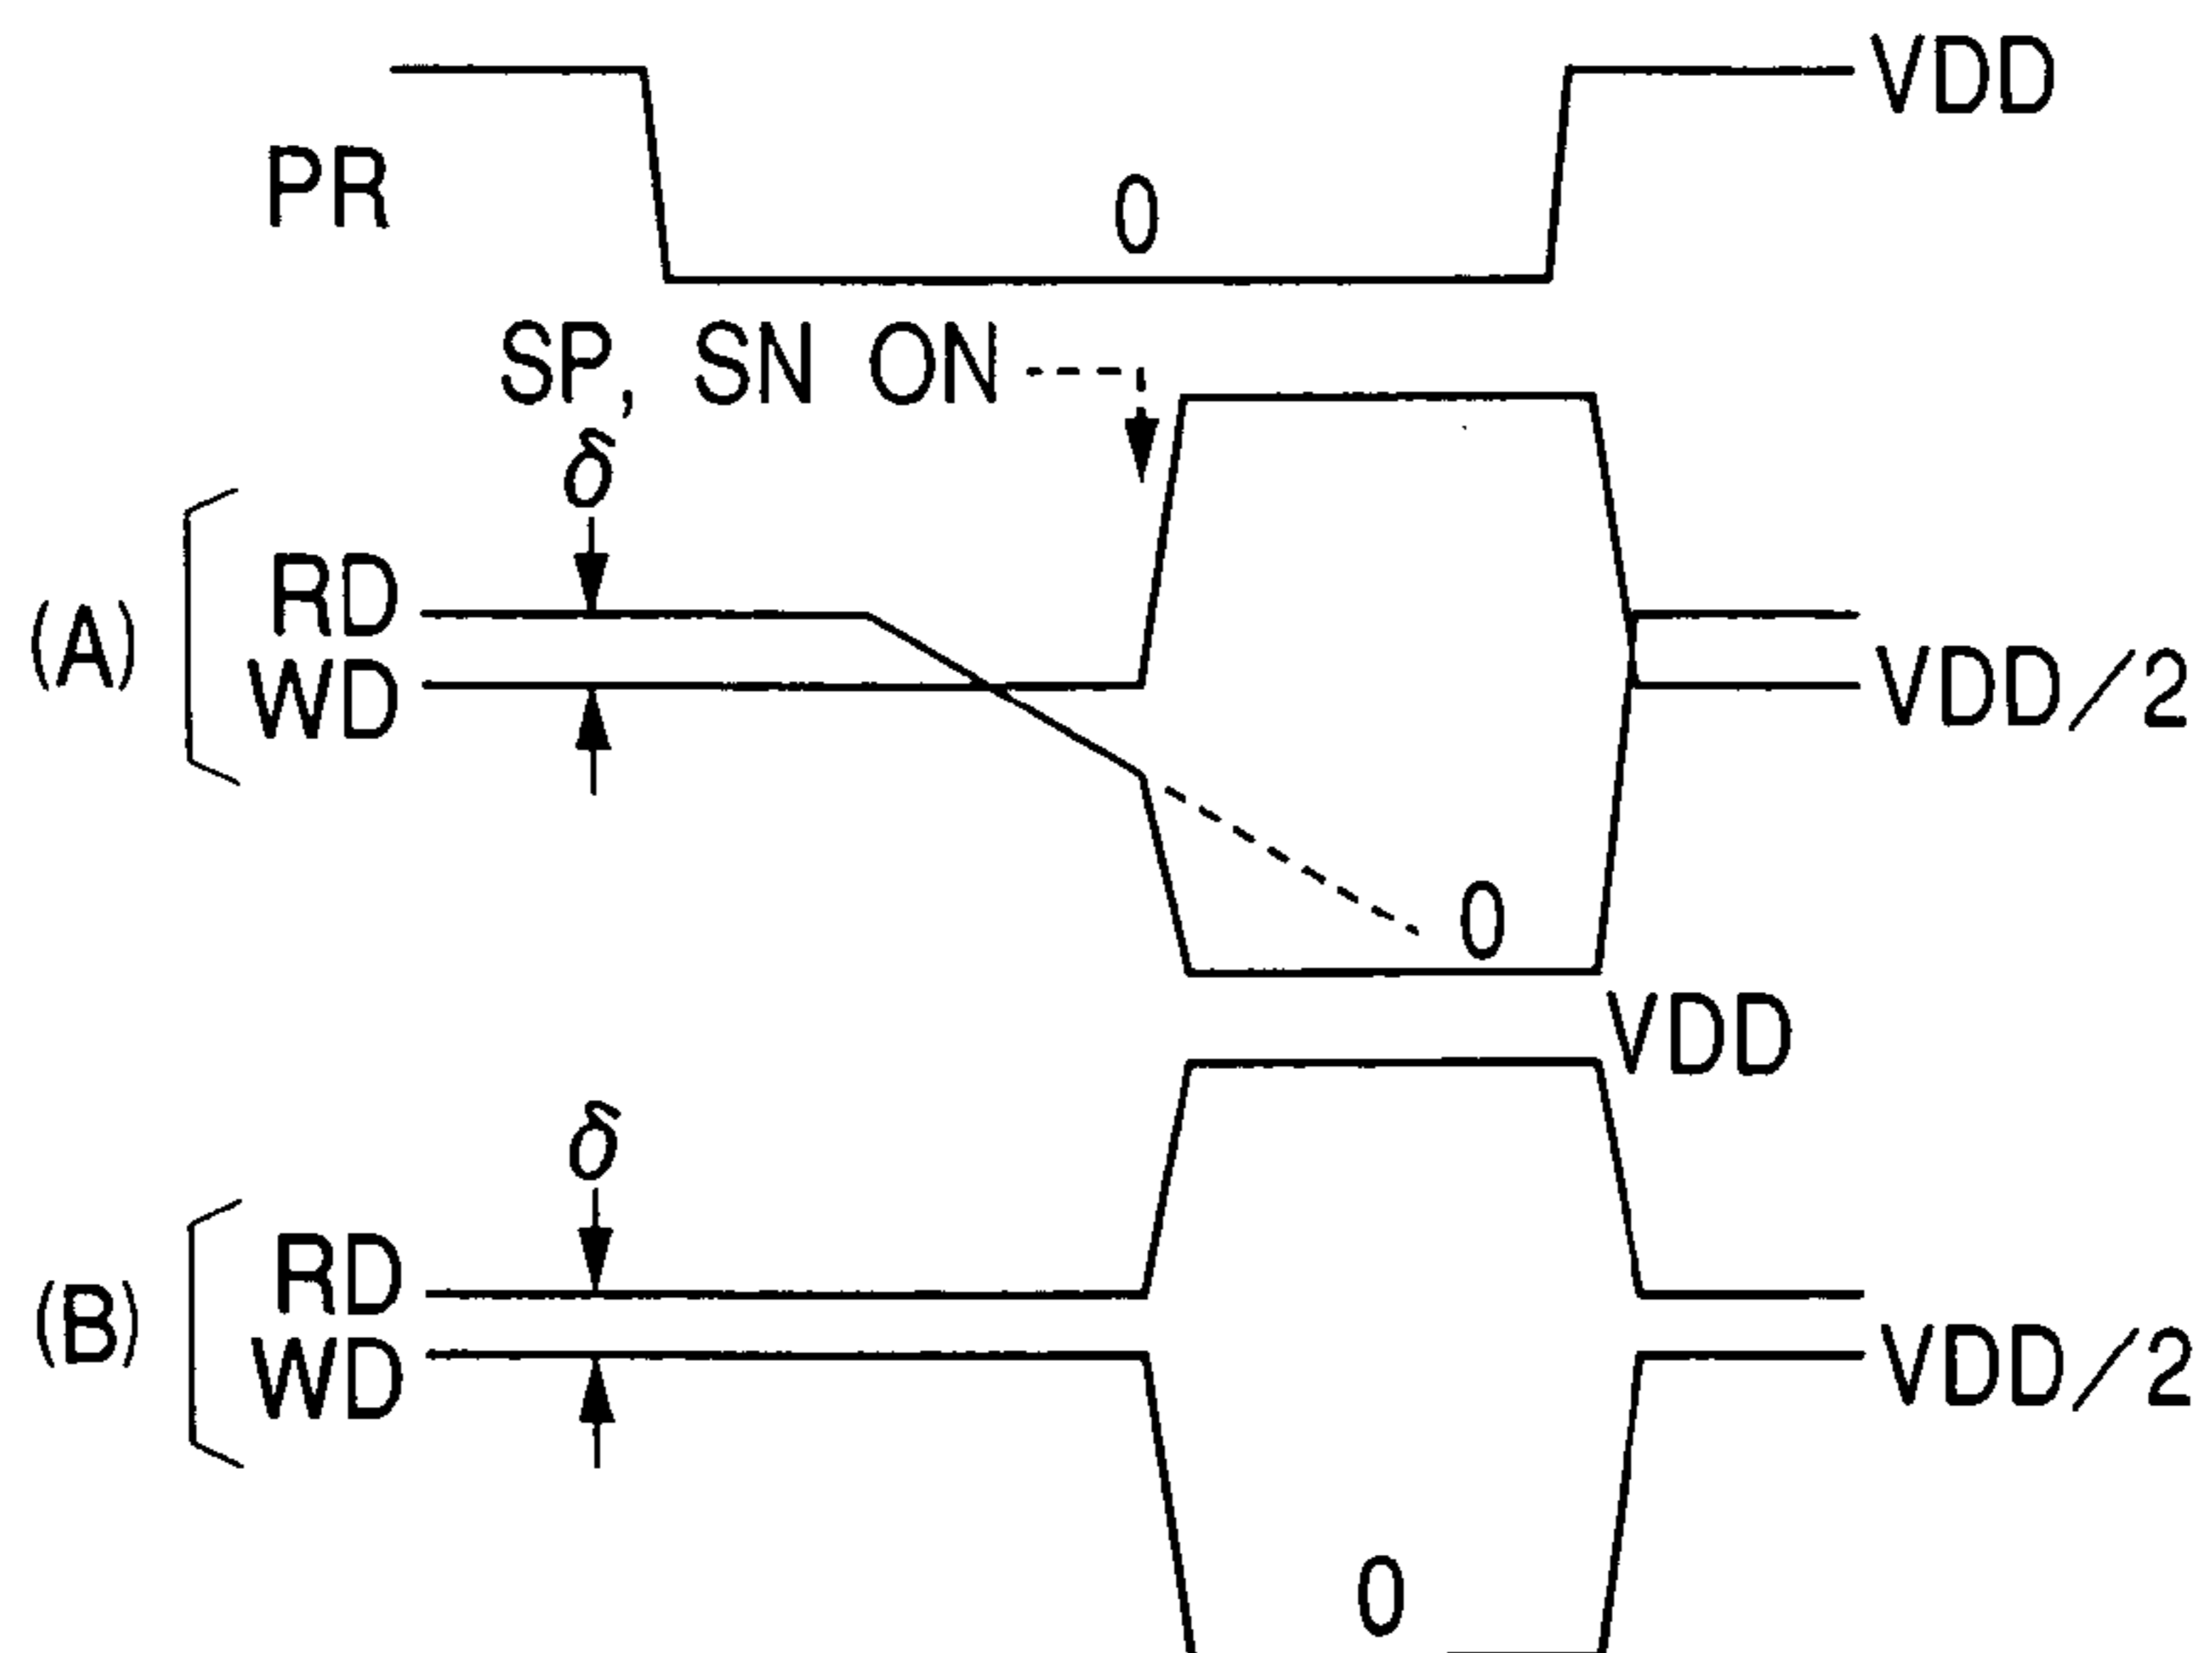 VDD
PR
0
SP, SN ON
δ
RD
(A)
WD
VDD/2
0
VDD
δ
RD
(B)
WD
VDD/2
0